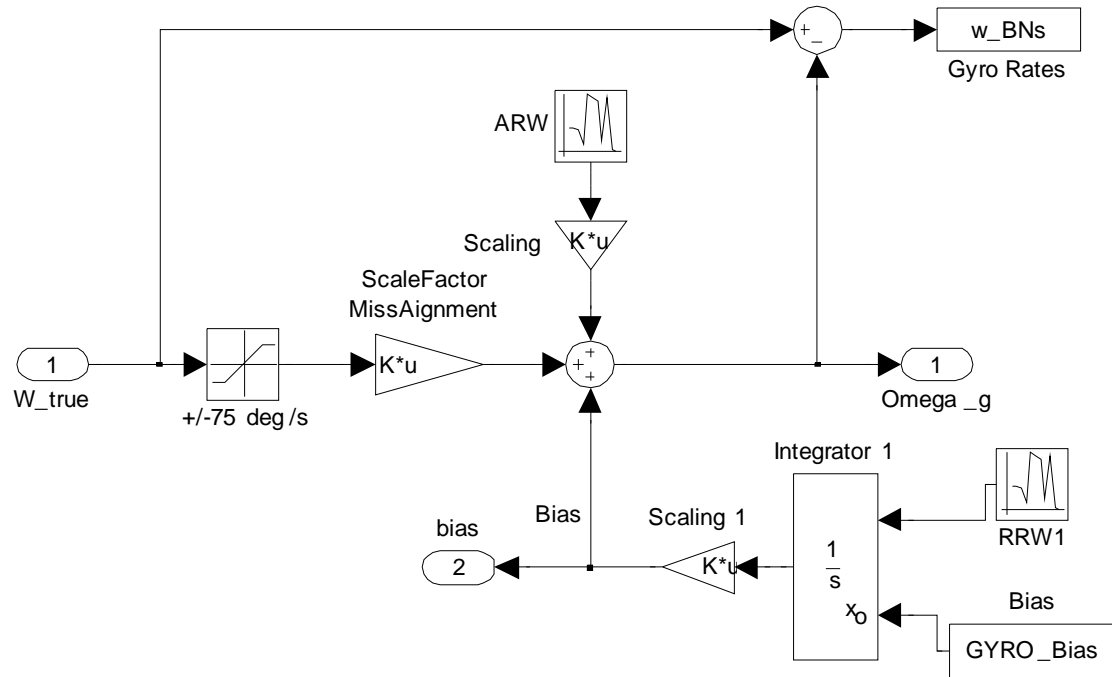 w_BNs
Gyro Rates
ARW
Scaling
K*u
ScaleFactor
MissAignment
1
W_true
+/-75 deg/s
K*u
1
Omega _g
Integrator 1
Bias
Scaling 1
bias
2
K*u
1
s
xo
RRW1
Bias
GYRO _Bias